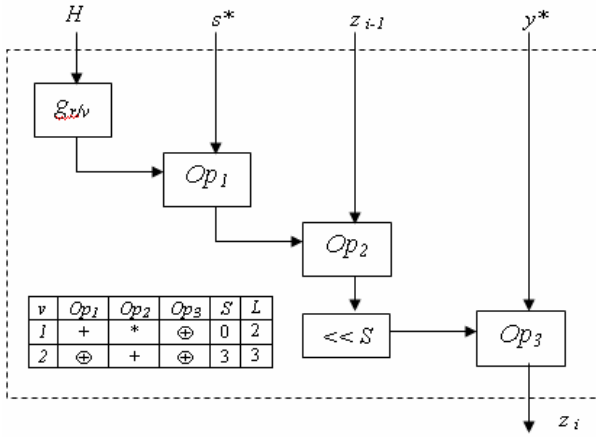 H s* z i-1 y*
g r/v
Op1
Op2
<< S
Op3
v Op1 Op2 Op3 S L
1 + * ⊕ 0 2
2 ⊕ + ⊕ 3 3
z i